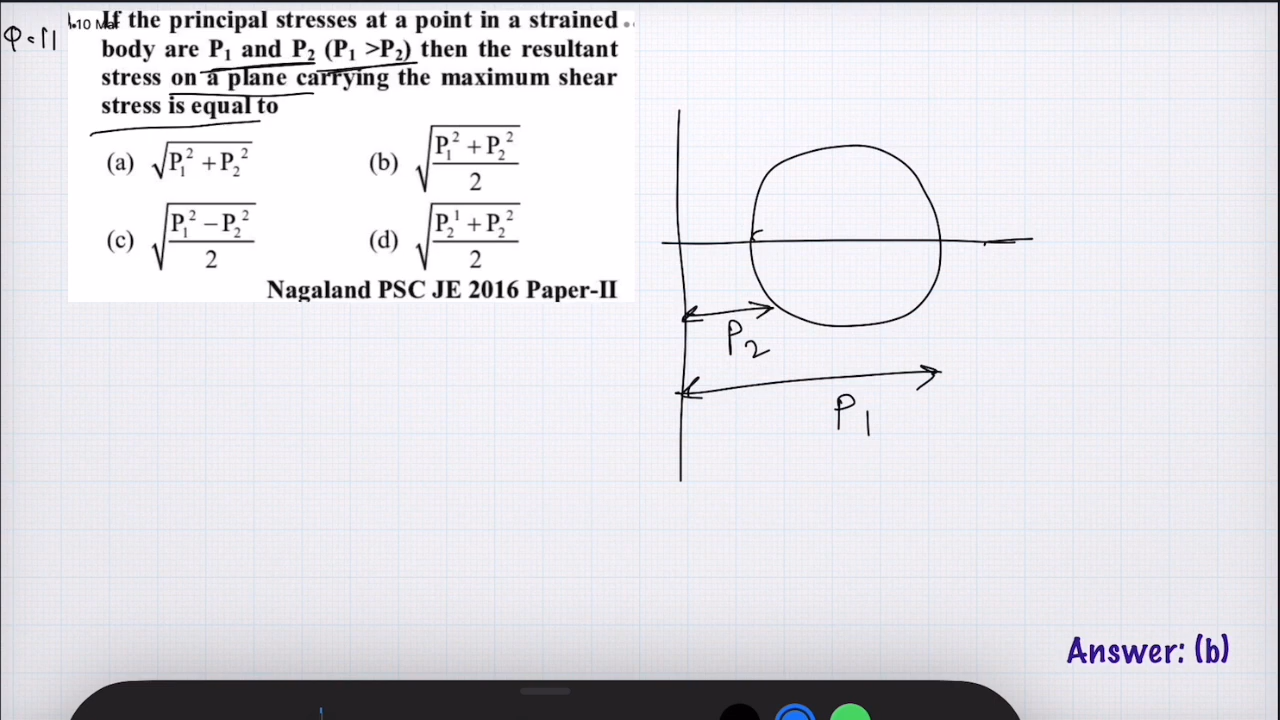 10 Mar
If the principal stresses at a point in a strained
body are P₁ and P₂ (P₁ >P₂) then the resultant
stress on a plane carrying the maximum shear
stress is equal to
(a) √(P₁² + P₂²)
(b) √((P₁² + P₂²)/2)
(c) √((P₁² − P₂²)/2)
(d) √((P₂¹ + P₂²)/2)
Nagaland PSC JE 2016 Paper-II
P₂
P₁
Answer: (b)